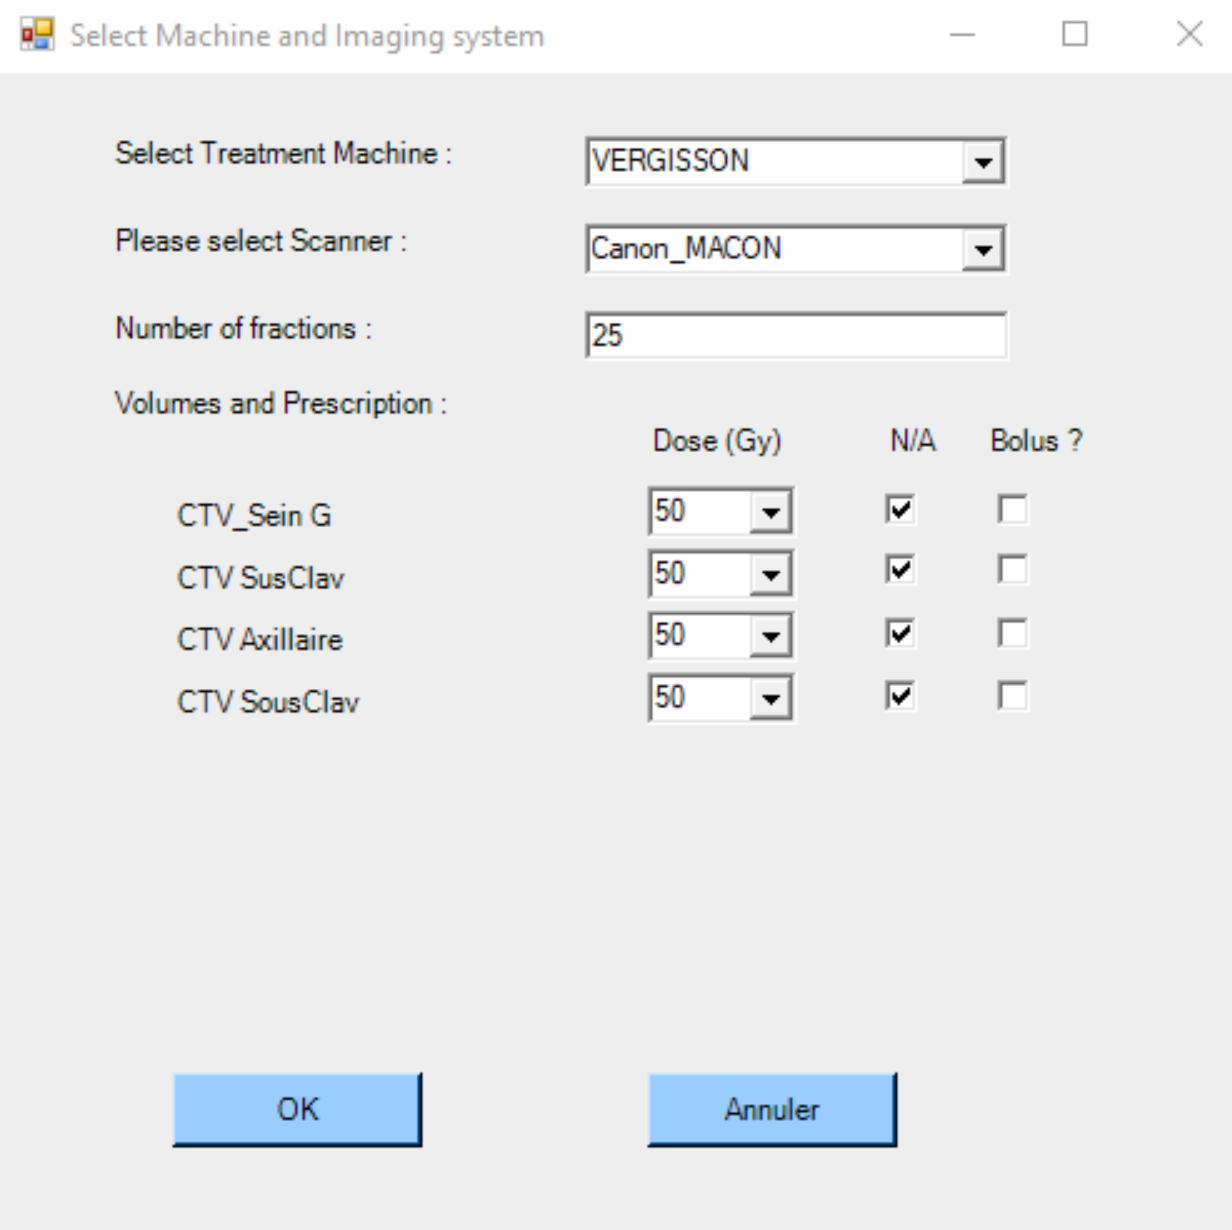 Select Machine and Imaging system
Select Treatment Machine : VERGISSON
Please select Scanner : Canon_MACON
Number of fractions : 25
Volumes and Prescription :
Dose (Gy) N/A Bolus ?
CTV_Sein G 50
CTV SusClav 50
CTV Axillaire 50
CTV SousClav 50
OK Annuler